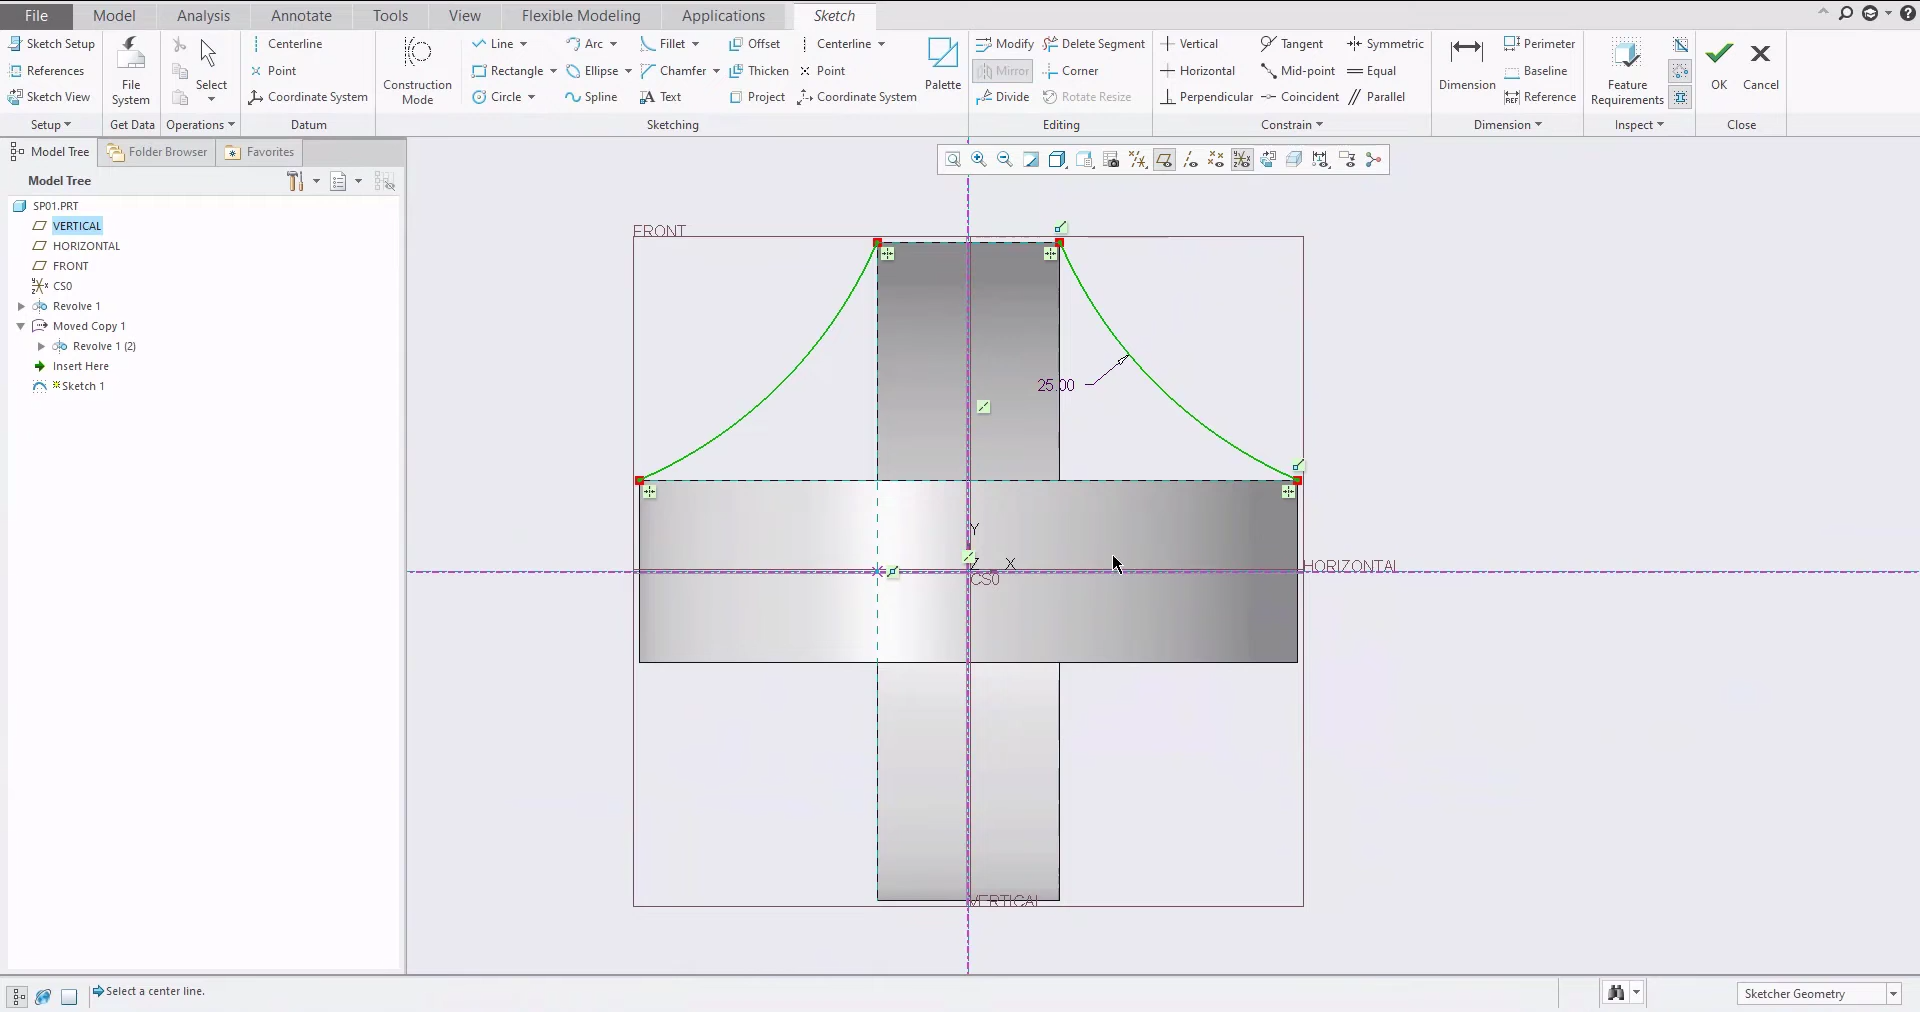 File Model Analysis Annotate Tools View Flexible Modeling Applications Sketch
Sketch Setup
References
Sketch View
Setup
File System
Get Data
Select
Operations
Centerline
Point
Coordinate System
Datum
Construction Mode
Line Arc Fillet Offset Centerline
Rectangle Ellipse Chamfer Thicken Point
Circle Spline Text Project Coordinate System
Palette
Sketching
Modify Delete Segment
Mirror Corner
Divide Rotate Resize
Editing
Vertical Tangent Symmetric
Horizontal Mid-point Equal
Perpendicular Coincident Parallel
Constrain
Dimension
Perimeter
Baseline
REF Reference
Dimension
Feature Requirements
Inspect
OK Cancel
Close
Model Tree Folder Browser Favorites
Model Tree
SP01.PRT
VERTICAL
HORIZONTAL
FRONT
CS0
Revolve 1
Moved Copy 1
Revolve 1 (2)
Insert Here
Sketch 1
FRONT
25.00
Y
Z X
CS0
HORIZONTAL
VERTICAL
Select a center line.
Sketcher Geometry